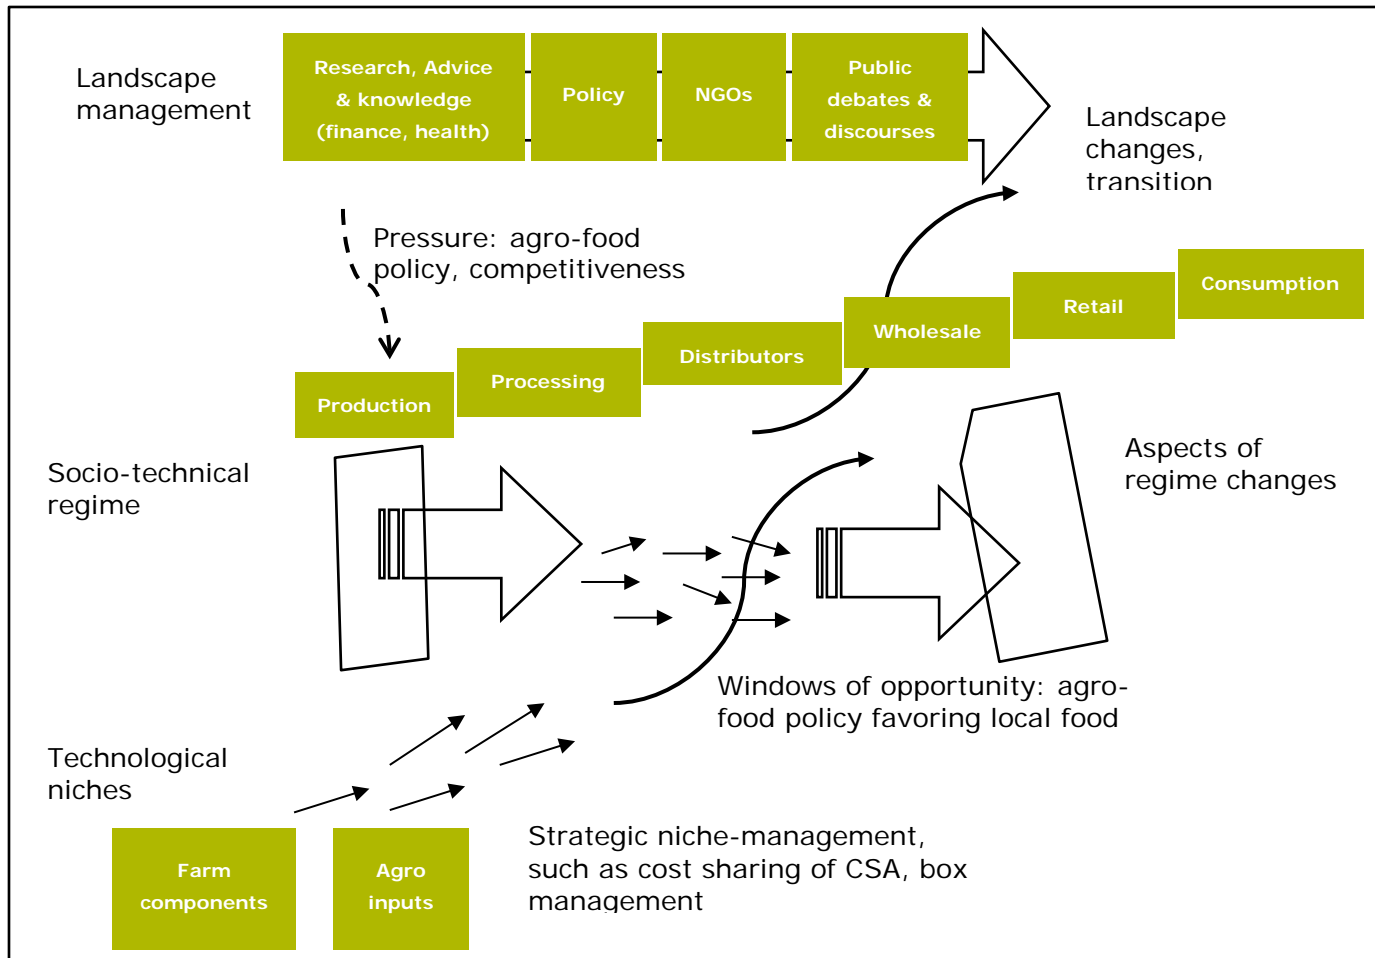 Landscape
management
Research, Advice
& knowledge
(finance, health)
Policy
NGOs
Public
debates &
discourses
Landscape
changes,
transition
Pressure: agro-food
policy, competitiveness
Production
Processing
Distributors
Wholesale
Retail
Consumption
Socio-technical
regime
Aspects of
regime changes
Windows of opportunity: agro-
food policy favoring local food
Technological
niches
Farm
components
Agro
inputs
Strategic niche-management,
such as cost sharing of CSA, box
management